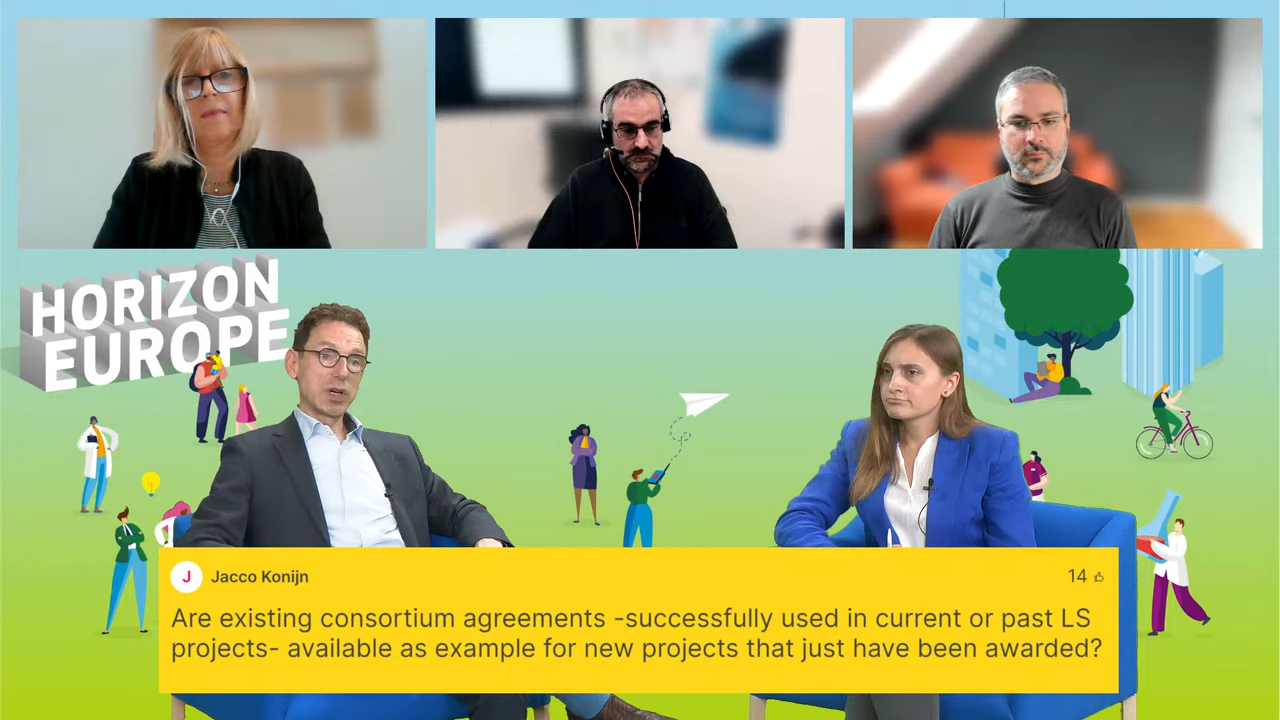 HORIZON
EUROPE
J Jacco Konijn 14
Are existing consortium agreements -successfully used in current or past LS
projects- available as example for new projects that just have been awarded?